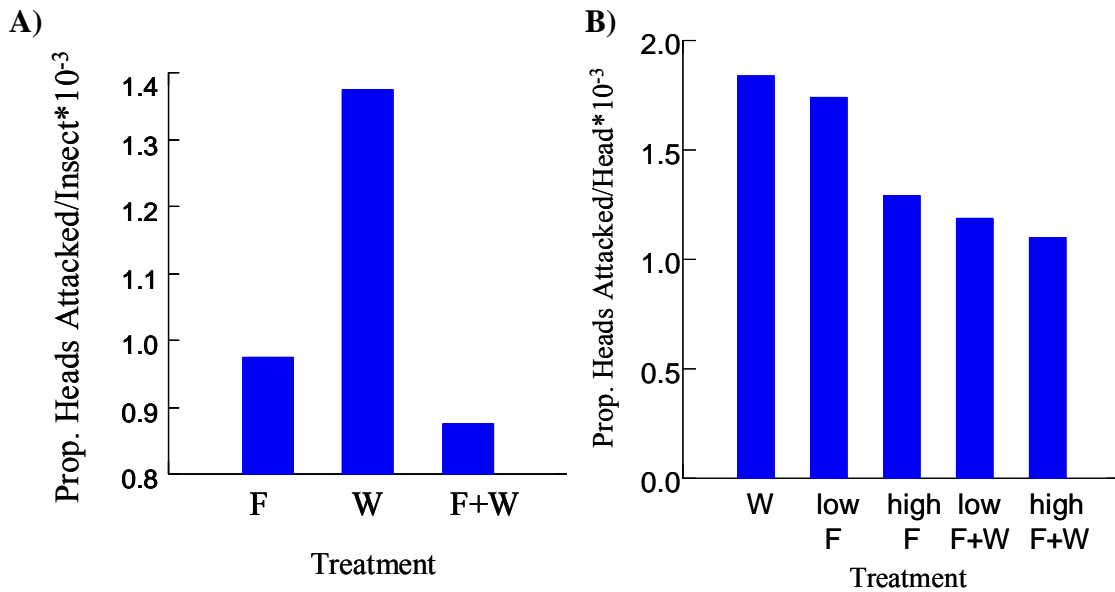 A)
Prop. Heads Attacked/Insect*10-3
1.4
1.3
1.2
1.1
1.0
0.9
0.8
F W F+W
Treatment
B)
Prop. Heads Attacked/Head*10-3
2.0
1.5
1.0
0.5
0.0
W low high low high
F F F+W F+W
Treatment